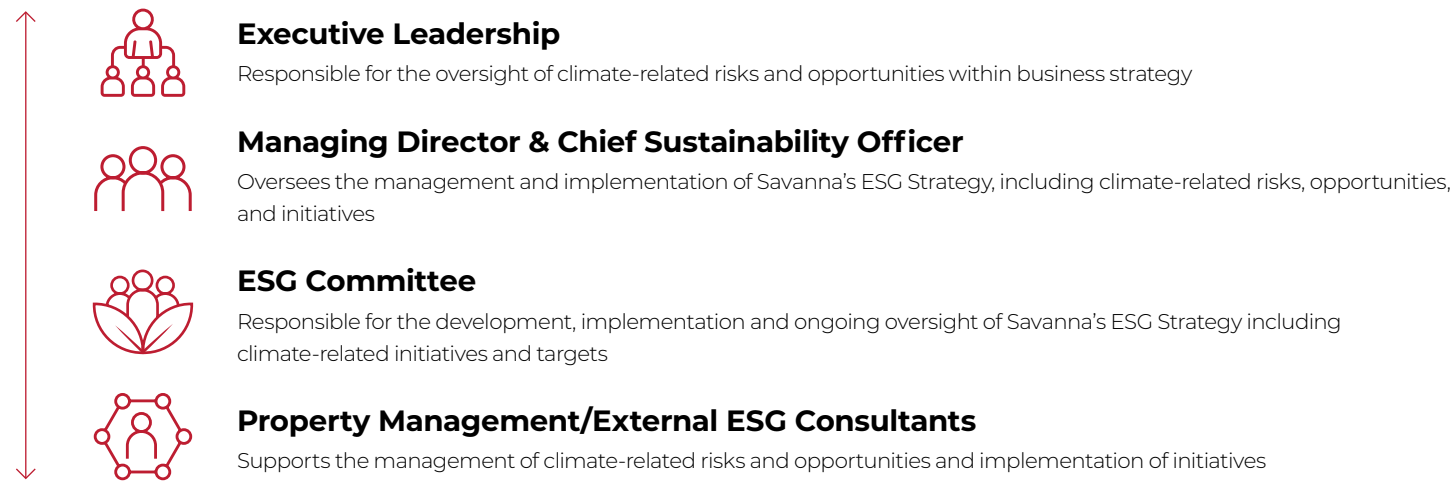 Executive Leadership
Responsible for the oversight of climate-related risks and opportunities within business strategy
Managing Director & Chief Sustainability Officer
Oversees the management and implementation of Savanna’s ESG Strategy, including climate-related risks, opportunities,
and initiatives
ESG Committee
Responsible for the development, implementation and ongoing oversight of Savanna’s ESG Strategy including
climate-related initiatives and targets
Property Management/External ESG Consultants
Supports the management of climate-related risks and opportunities and implementation of initiatives